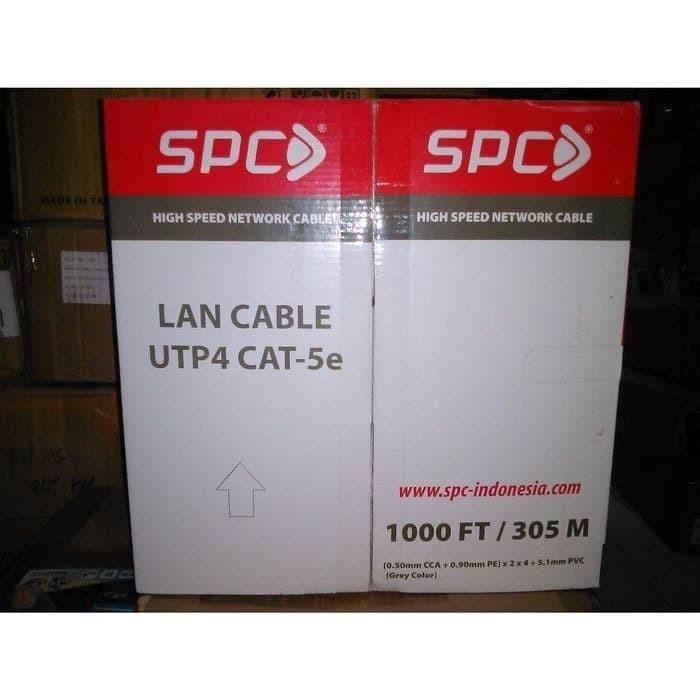 SPC®
HIGH SPEED NETWORK CABLE
LAN CABLE
UTP4 CAT-5e
SPC®
HIGH SPEED NETWORK CABLE
www.spc-indonesia.com
1000 FT / 305 M
(0.50mm CCA + 0.90mm PE) x 2 x 4 + 5,1mm PVC
(Grey Color)
MADE IN TA